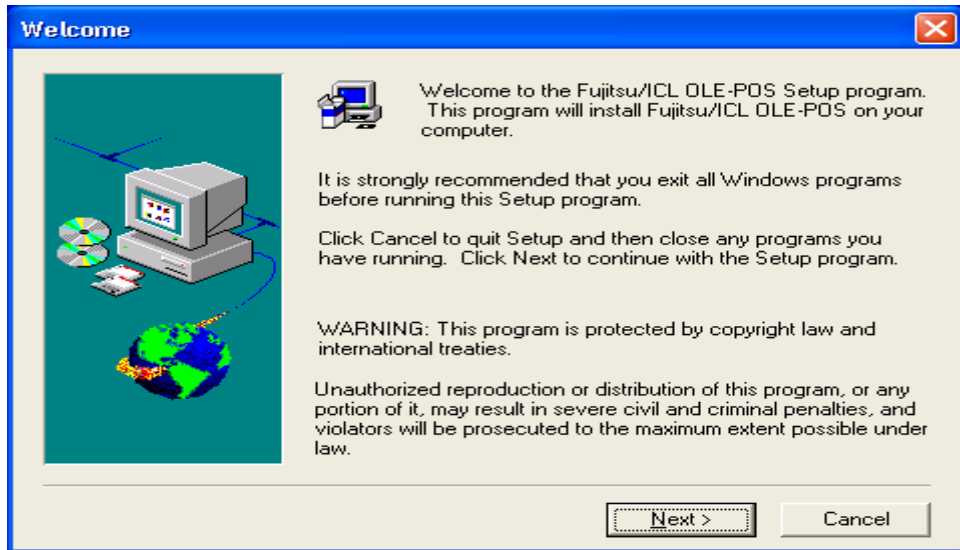 Welcome
Welcome to the Fujitsu/ICL OLE-POS Setup program.
This program will install Fujitsu/ICL OLE-POS on your
computer.
It is strongly recommended that you exit all Windows programs
before running this Setup program.
Click Cancel to quit Setup and then close any programs you
have running. Click Next to continue with the Setup program.
WARNING: This program is protected by copyright law and
international treaties.
Unauthorized reproduction or distribution of this program, or any
portion of it, may result in severe civil and criminal penalties, and
violators will be prosecuted to the maximum extent possible under
law.
Next >
Cancel